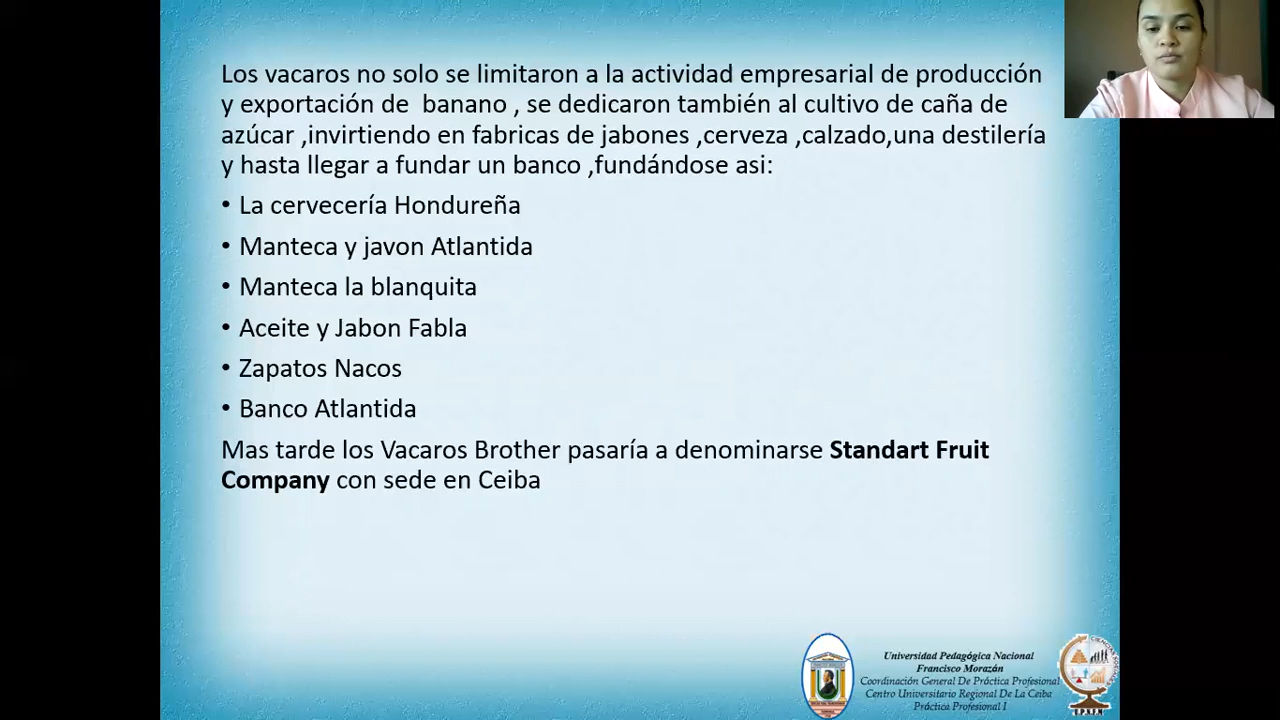 Los vacaros no solo se limitaron a la actividad empresarial de producción
y exportación de banano , se dedicaron también al cultivo de caña de
azúcar ,invirtiendo en fabricas de jabones ,cerveza ,calzado,una destilería
y hasta llegar a fundar un banco ,fundándose asi:
• La cervecería Hondureña
• Manteca y javon Atlantida
• Manteca la blanquita
• Aceite y Jabon Fabla
• Zapatos Nacos
• Banco Atlantida
Mas tarde los Vacaros Brother pasaría a denominarse Standart Fruit
Company con sede en Ceiba
Universidad Pedagógica Nacional
Francisco Morazán
Coordinación General De Práctica Profesional
Centro Universitario Regional De La Ceiba
Práctica Profesional I